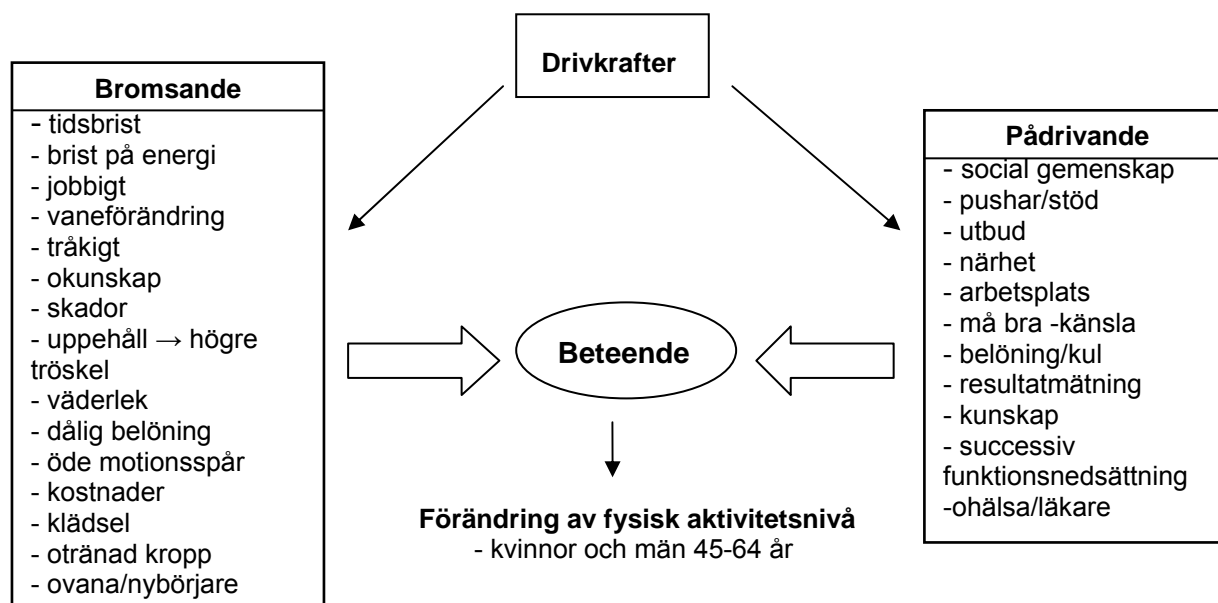 Drivkrafter
Bromsande
- tidsbrist
- brist på energi
- jobbigt
- vaneförändring
- tråkigt
- okunskap
- skador
- uppehåll → högre
tröskel
- väderlek
- dålig belöning
- öde motionsspår
- kostnader
- klädsel
- otränad kropp
- ovana/nybörjare
Pådrivande
- social gemenskap
- pushar/stöd
- utbud
- närhet
- arbetsplats
- må bra -känsla
- belöning/kul
- resultatmätning
- kunskap
- successiv
funktionsnedsättning
-ohälsa/läkare
Beteende
Förändring av fysisk aktivitetsnivå
- kvinnor och män 45-64 år